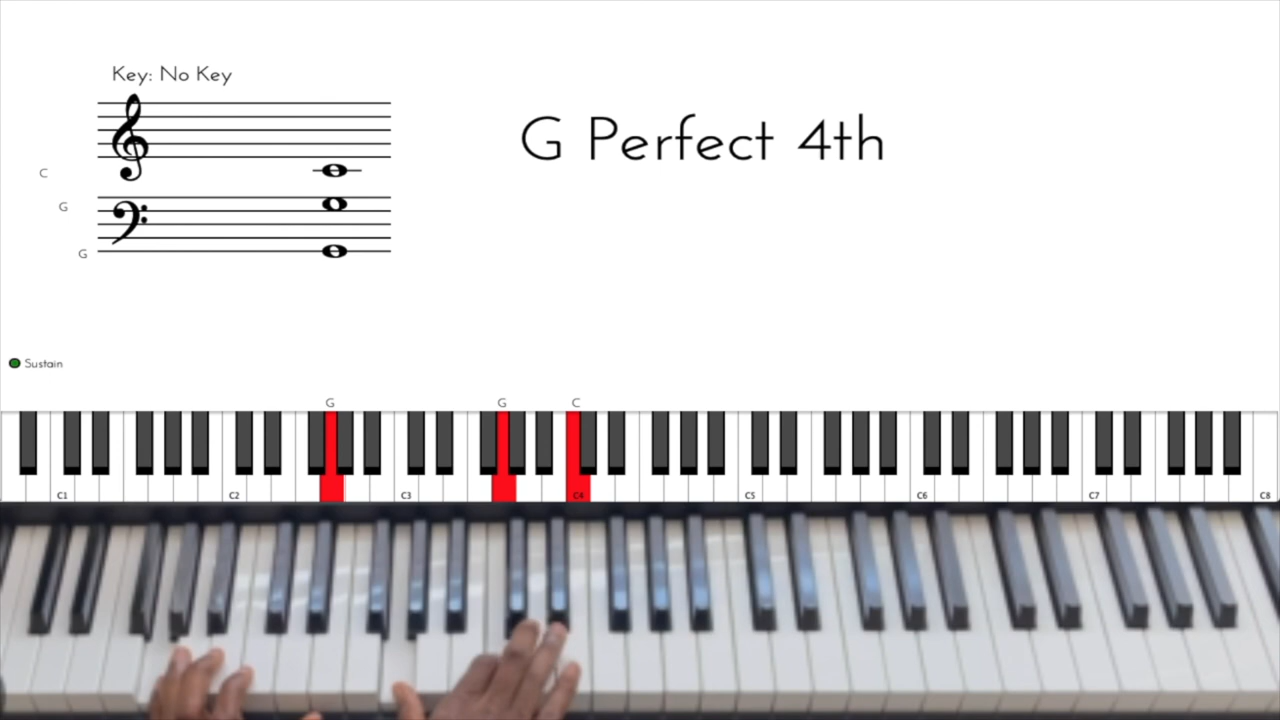 Key: No Key
G Perfect 4th
C
G
G
Sustain
G G C
C1 C2 C3 C4 C5 C6 C7 C8